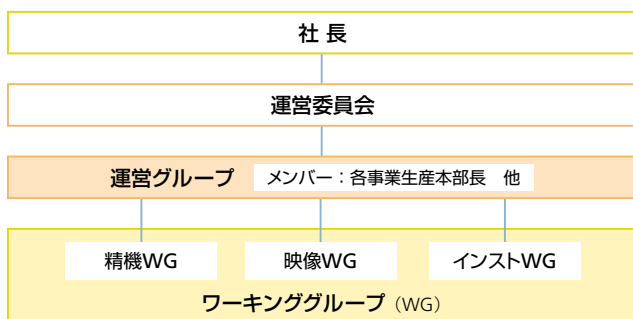 社 長
運営委員会
運営グループ メンバー：各事業生産本部長　他
精機WG 映像WG インストWG
ワーキンググループ（WG）